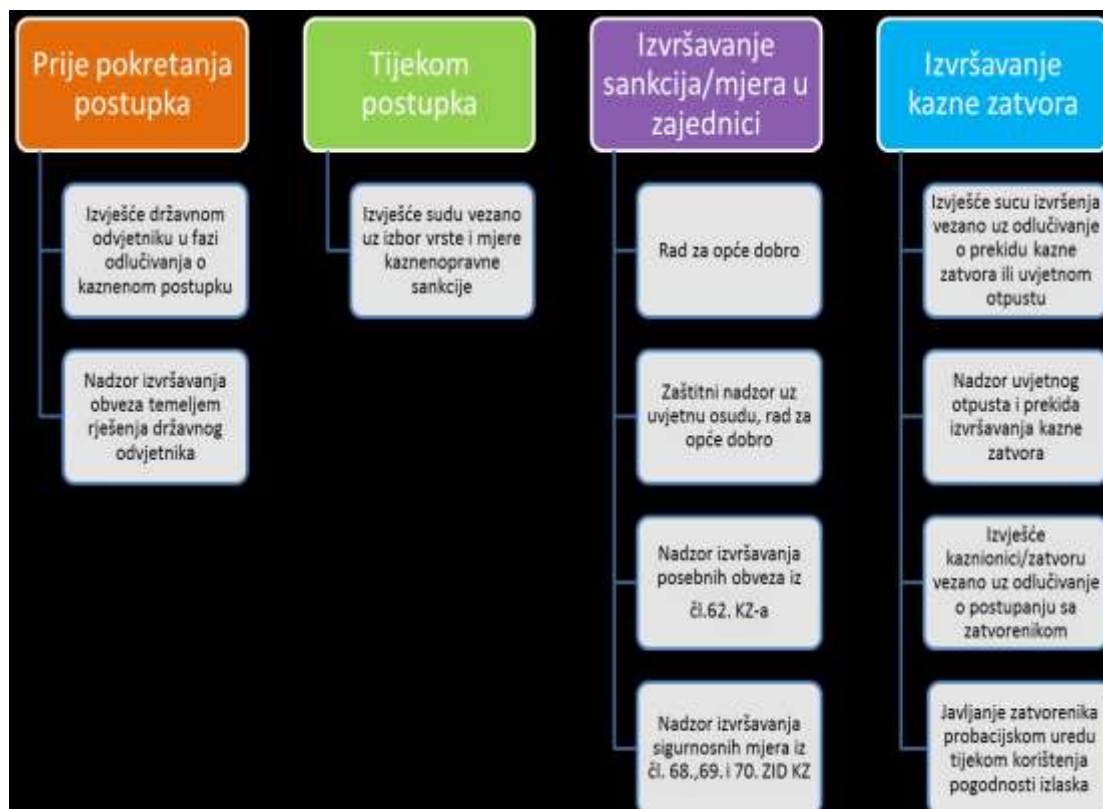 Prije pokretanja
postupka
Izvješće državnom
odvjetniku u fazi
odlučivanja o
kaznenom postupku
Nadzor izvršavanja
obveza temeljem
rješenja državnog
odvjetnika
Tijekom
postupka
Izvješće sudu vezano
uz izbor vrste i mjere
kaznenopravne
sankcije
Izvršavanje
sankcija/mjera u
zajednici
Rad za opće dobro
Zaštitni nadzor uz
uvjetnu osudu, rad za
opće dobro
Nadzor izvršavanja
posebnih obveza iz
čl.62. KZ-a
Nadzor izvršavanja
sigurnosnih mjera iz
čl. 68.,69. i 70. ZID KZ
Izvršavanje
kazne zatvora
Izvješće sucu izvršenja
vezano uz odlučivanje
o prekidu kazne
zatvora ili uvjetnom
otpustu
Nadzor uvjetnog
otpusta i prekida
izvršavanja kazne
zatvora
Izvješće
kaznionici/zatvoru
vezano uz odlučivanje
o postupanju sa
zatvorenikom
Javljanje zatvorenika
probacijskom uredu
tijekom korištenja
pogodnosti izlaska